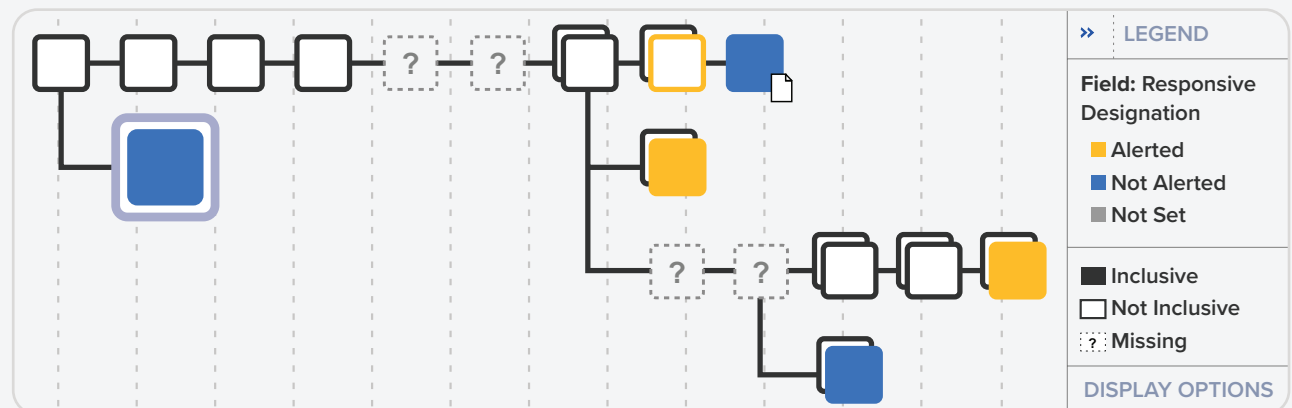 ? ?
? ?
» LEGEND
Field: Responsive
Designation
Alerted
Not Alerted
Not Set
Inclusive
Not Inclusive
? Missing
DISPLAY OPTIONS